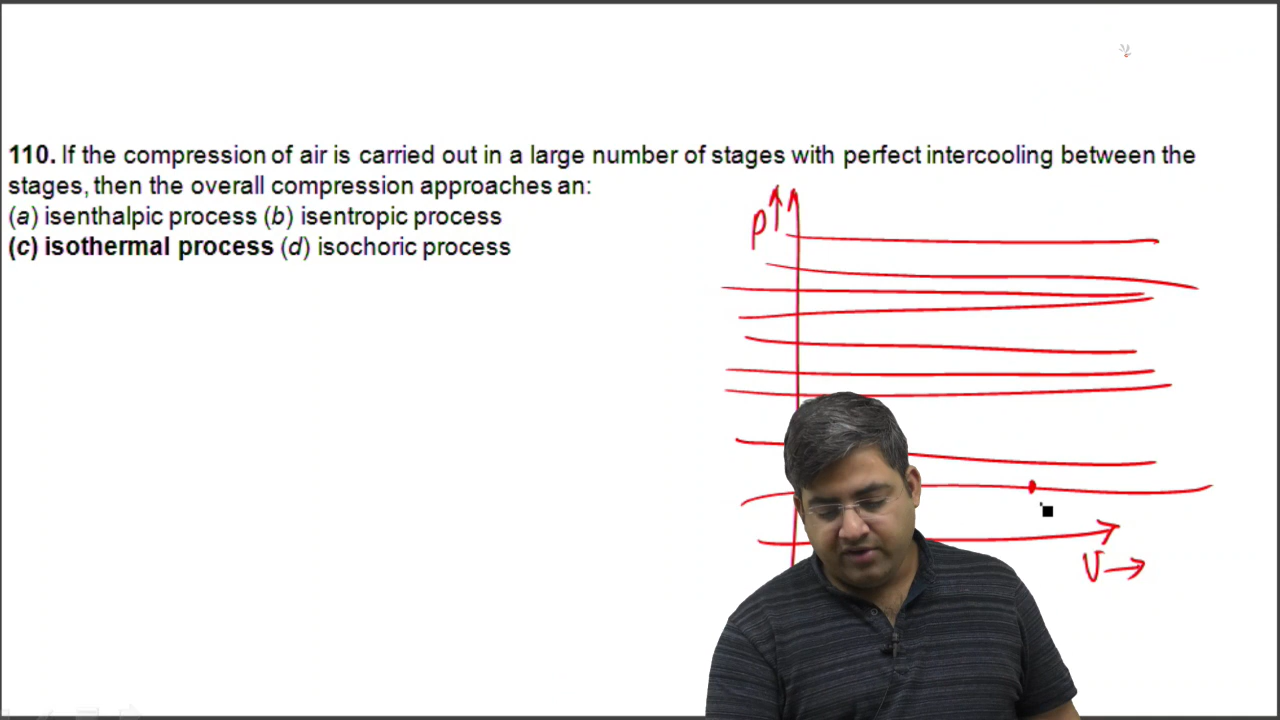 110. If the compression of air is carried out in a large number of stages with perfect intercooling between the
stages, then the overall compression approaches an:
(a) isenthalpic process (b) isentropic process
(c) isothermal process (d) isochoric process
P
V